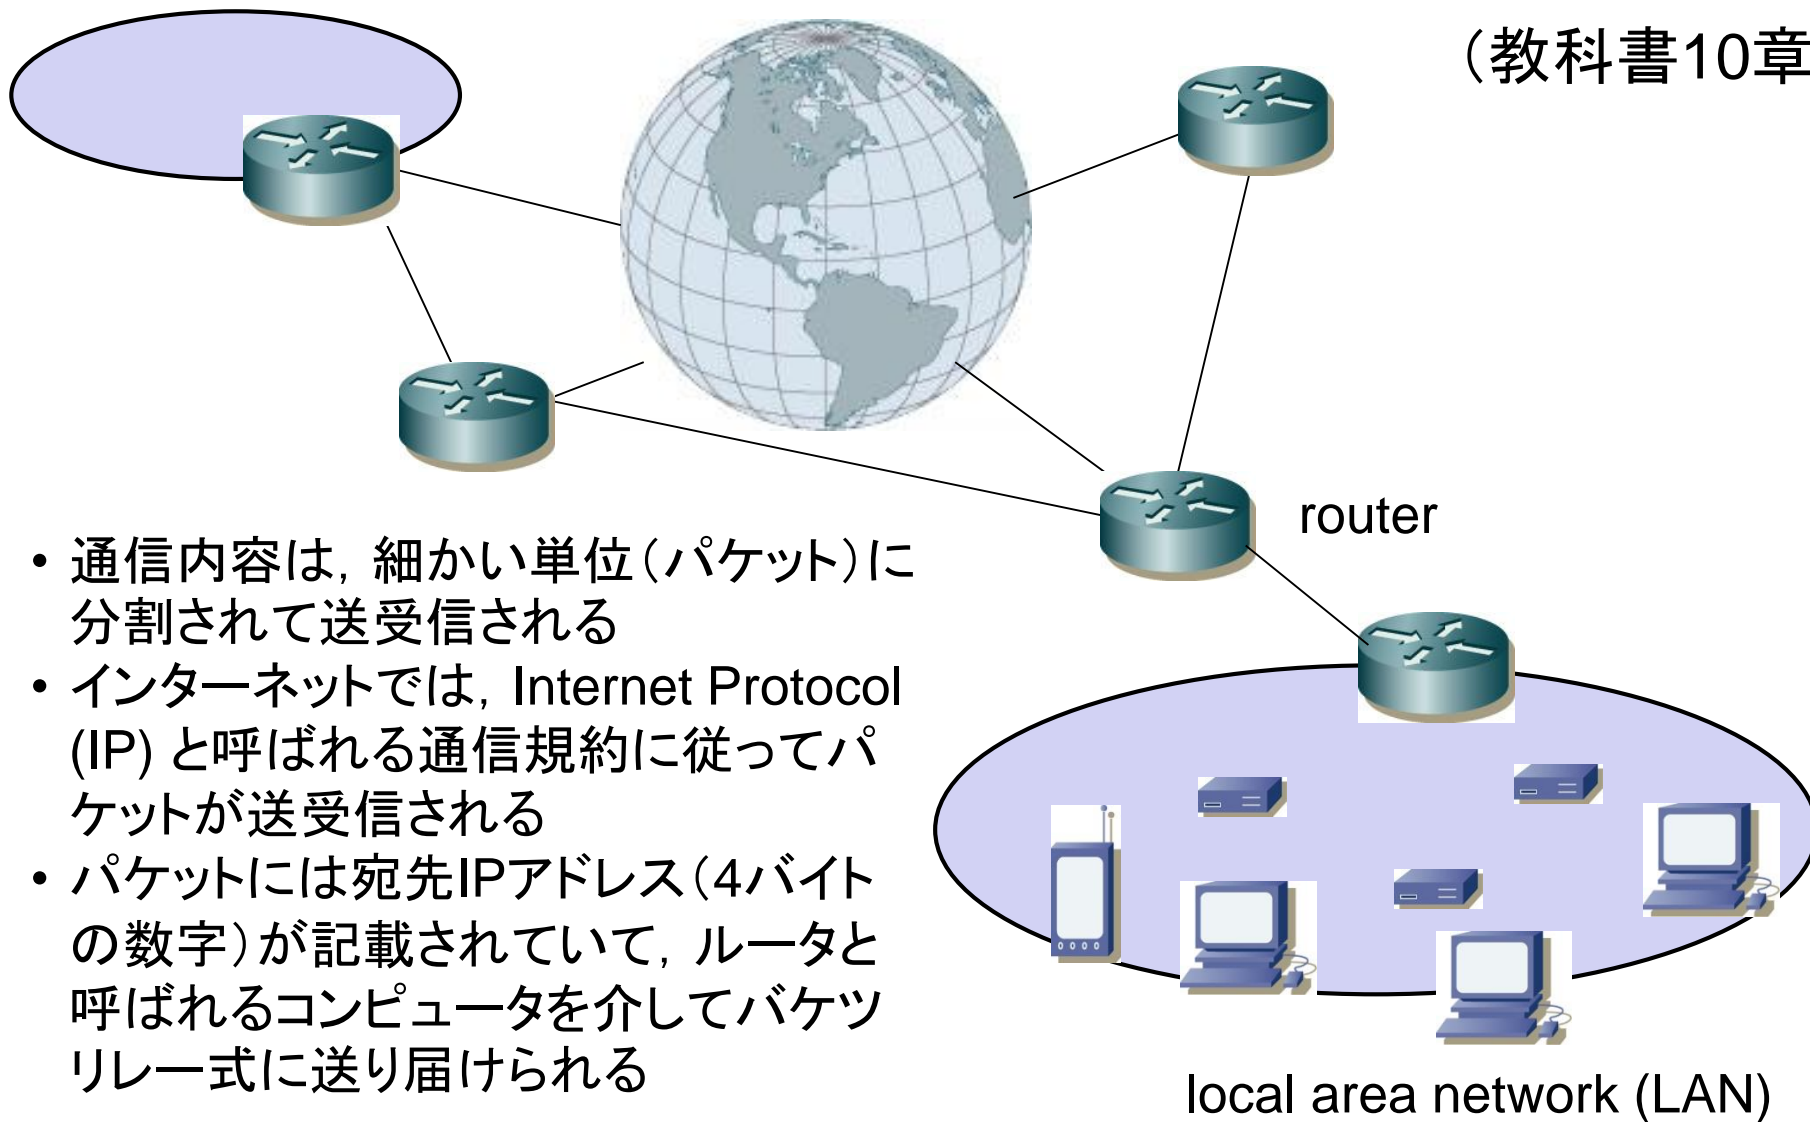 （教科書10章
router
• 通信内容は，細かい単位（パケット）に
分割されて送受信される
• インターネットでは，Internet Protocol
(IP) と呼ばれる通信規約に従ってパ
ケットが送受信される
• パケットには宛先IPアドレス（4バイト
の数字）が記載されていて，ルータと
呼ばれるコンピュータを介してバケツ
リレー式に送り届けられる
local area network (LAN)